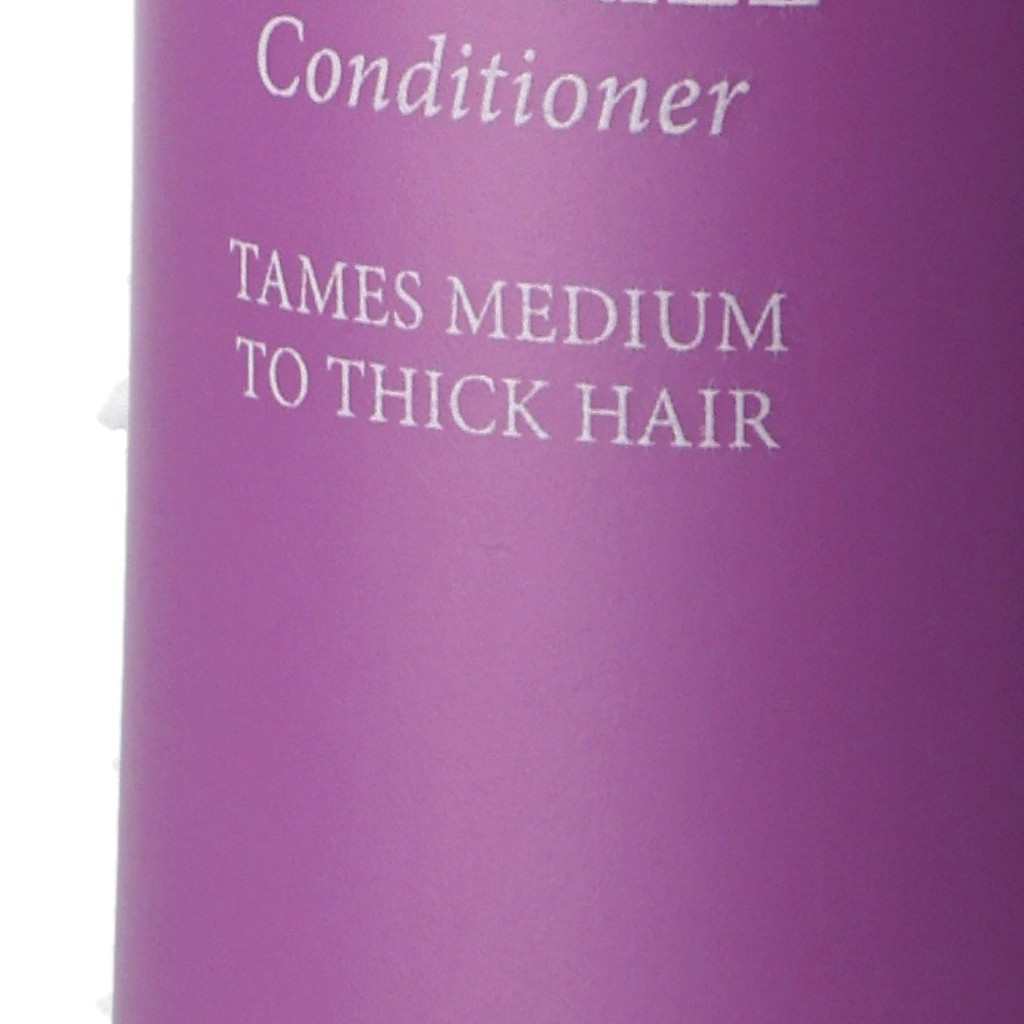 Conditioner
TAMES MEDIUM
TO THICK HAIR